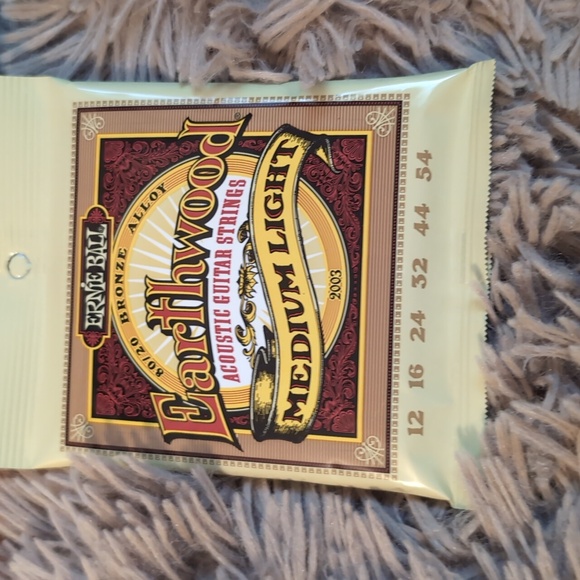 ERNIE BALL
80/20 BRONZE ALLOY
Earthwood®
ACOUSTIC GUITAR STRINGS
MEDIUM LIGHT
2003
12 16 24 32 44 54